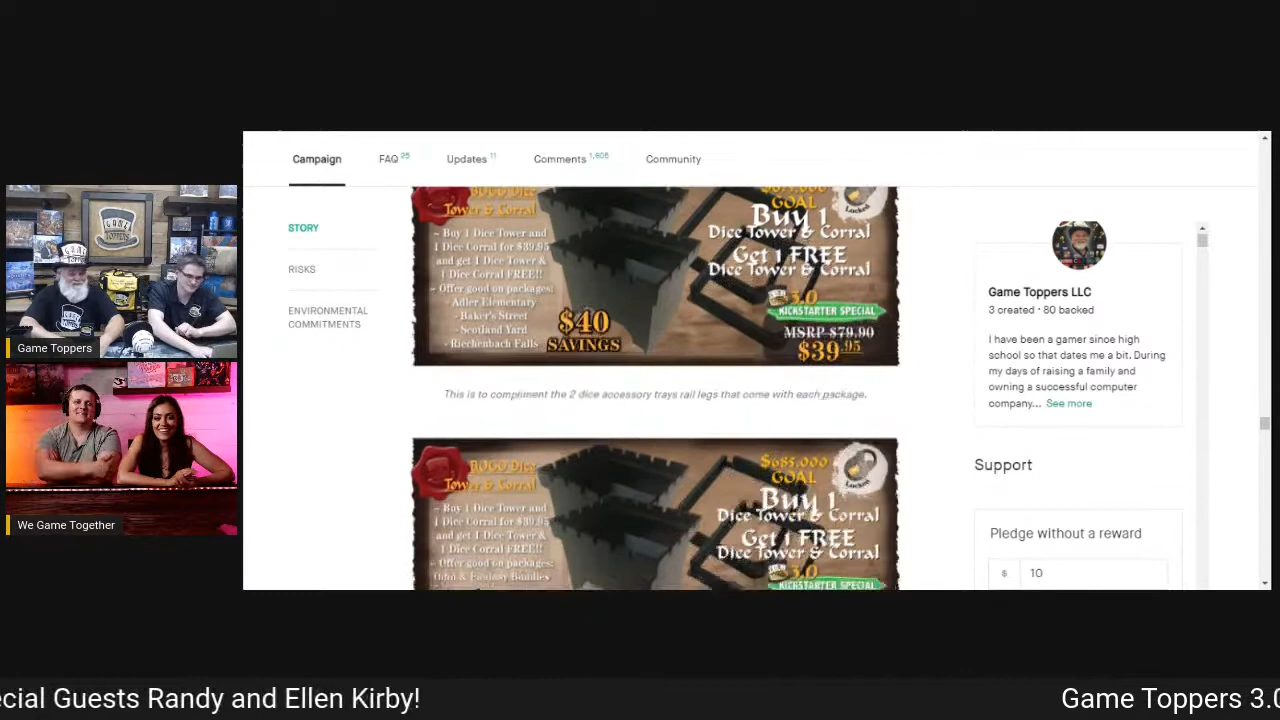 Campaign
FAQ 25
Updates 11
Comments 1,606
Community
STORY
RISKS
ENVIRONMENTAL
COMMITMENTS
GAME
TOPPERS
Game Toppers
We Game Together
BOGO Dice
Tower & Corral
~ Buy 1 Dice Tower and
1 Dice Corral for $39.95
and get 1 Dice Tower &
1 Dice Corral FREE!!
~ Offer good on packages:
- Adler Elementary
- Baker's Street
- Scotland Yard
- Riechenbach Falls
$40
SAVINGS
GOAL
Buy 1
Dice Tower & Corral
Get 1 FREE
Dice Tower & Corral
3.0
KICKSTARTER SPECIAL
MSRP $79.90
$39.95
This is to compliment the 2 dice accessory trays rail legs that come with each package.
BOGO Dice
Tower & Corral
~ Buy 1 Dice Tower and
1 Dice Corral for $39.95
and get 1 Dice Tower &
1 Dice Corral FREE!!
~ Offer good on packages:
& Fantasy Bundles
$685,000
GOAL
Buy 1
Dice Tower & Corral
Get 1 FREE
Dice Tower & Corral
3.0
KICKSTARTER SPECIAL
Game Toppers LLC
3 created · 80 backed
I have been a gamer since high
school so that dates me a bit. During
my days of raising a family and
owning a successful computer
company... See more
Support
Pledge without a reward
$ 10
ecial Guests Randy and Ellen Kirby!
Game Toppers 3.0